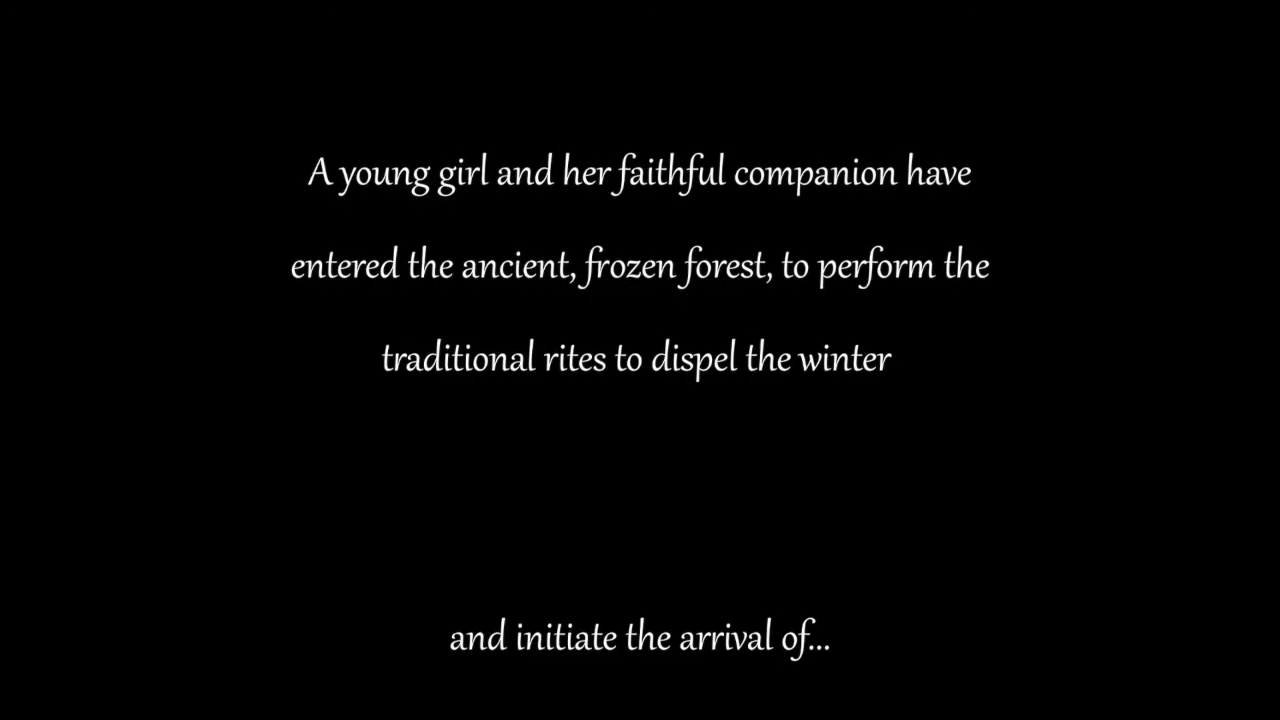 A young girl and her faithful companion have
entered the ancient, frozen forest, to perform the
traditional rites to dispel the winter
and initiate the arrival of...